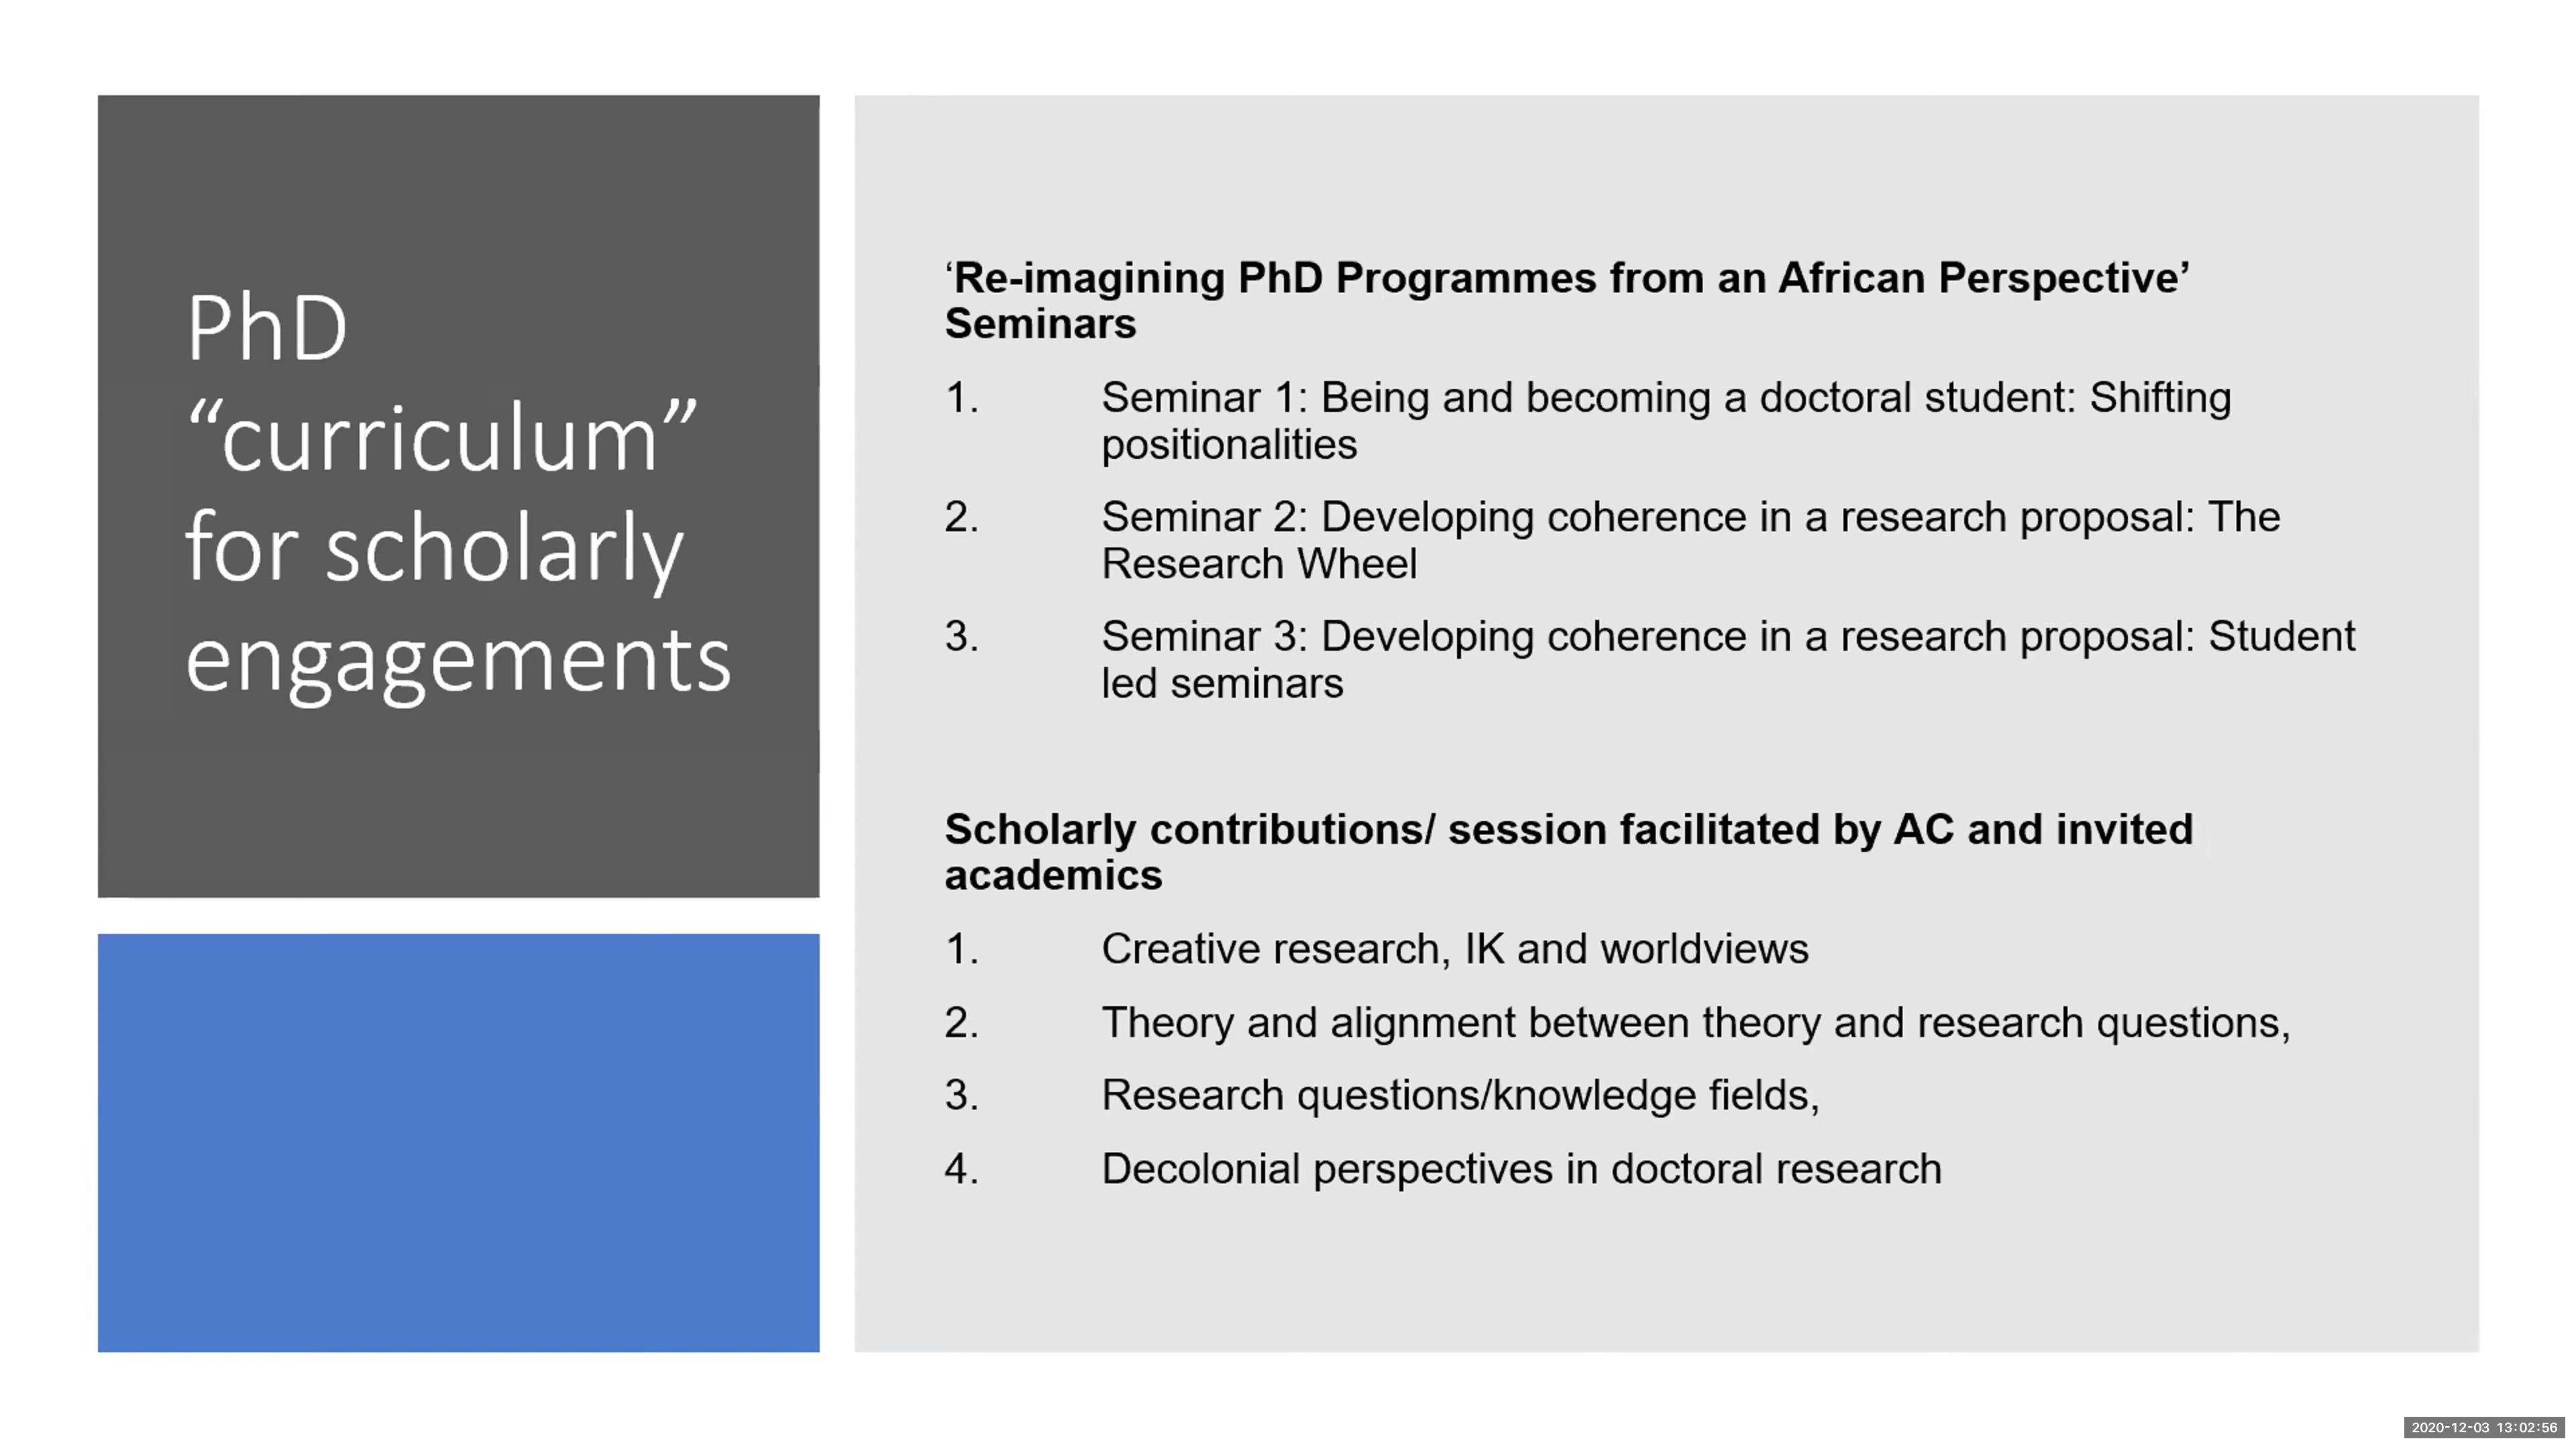 PhD
“curriculum”
for scholarly
engagements
‘Re-imagining PhD Programmes from an African Perspective’
Seminars
1. Seminar 1: Being and becoming a doctoral student: Shifting
positionalities
2. Seminar 2: Developing coherence in a research proposal: The
Research Wheel
3. Seminar 3: Developing coherence in a research proposal: Student
led seminars
Scholarly contributions/ session facilitated by AC and invited
academics
1. Creative research, IK and worldviews
2. Theory and alignment between theory and research questions,
3. Research questions/knowledge fields,
4. Decolonial perspectives in doctoral research
2020-12-03 13:02:56